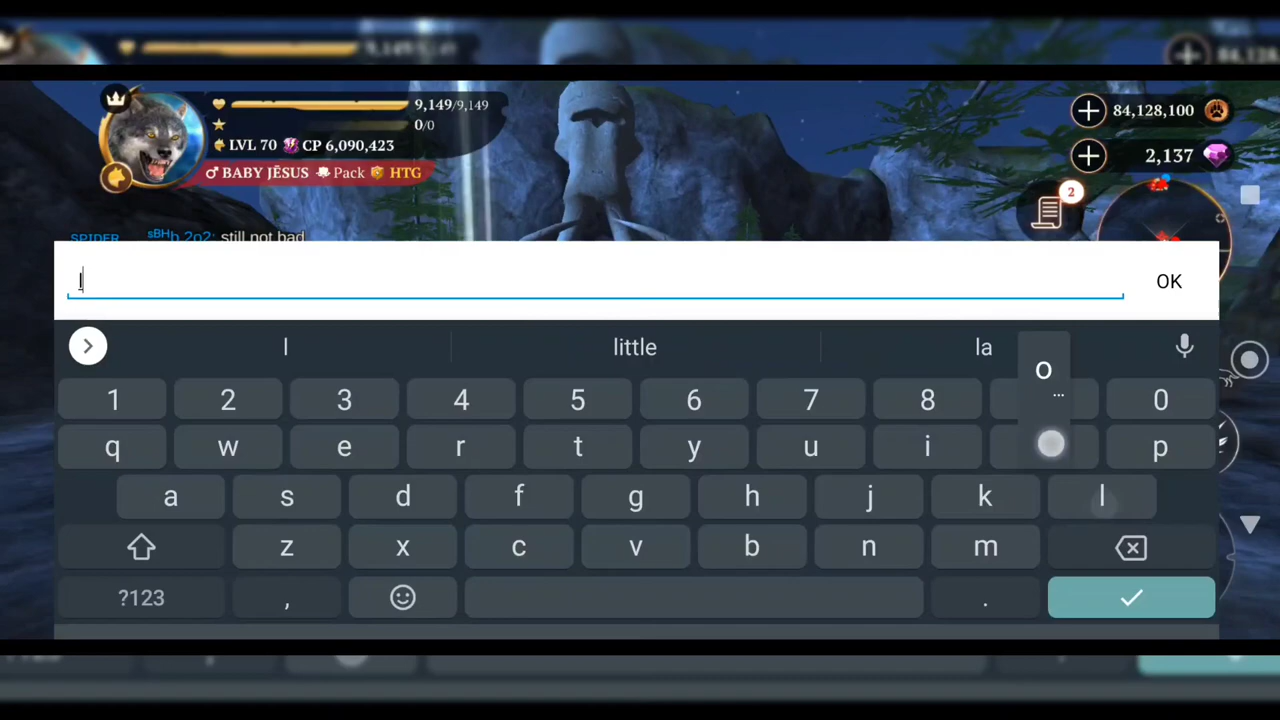 9,149/9,149
84,128,100
0/0
LVL 70 CP 6,090,423
2,137
♂ BABY JĒSUS Pack HTG
2
SPIDER sBHb 2o2: still not bad
l
OK
l little la
o
...
1 2 3 4 5 6 7 8 0
q w e r t y u i p
a s d f g h j k l
z x c v b n m
?123 , .